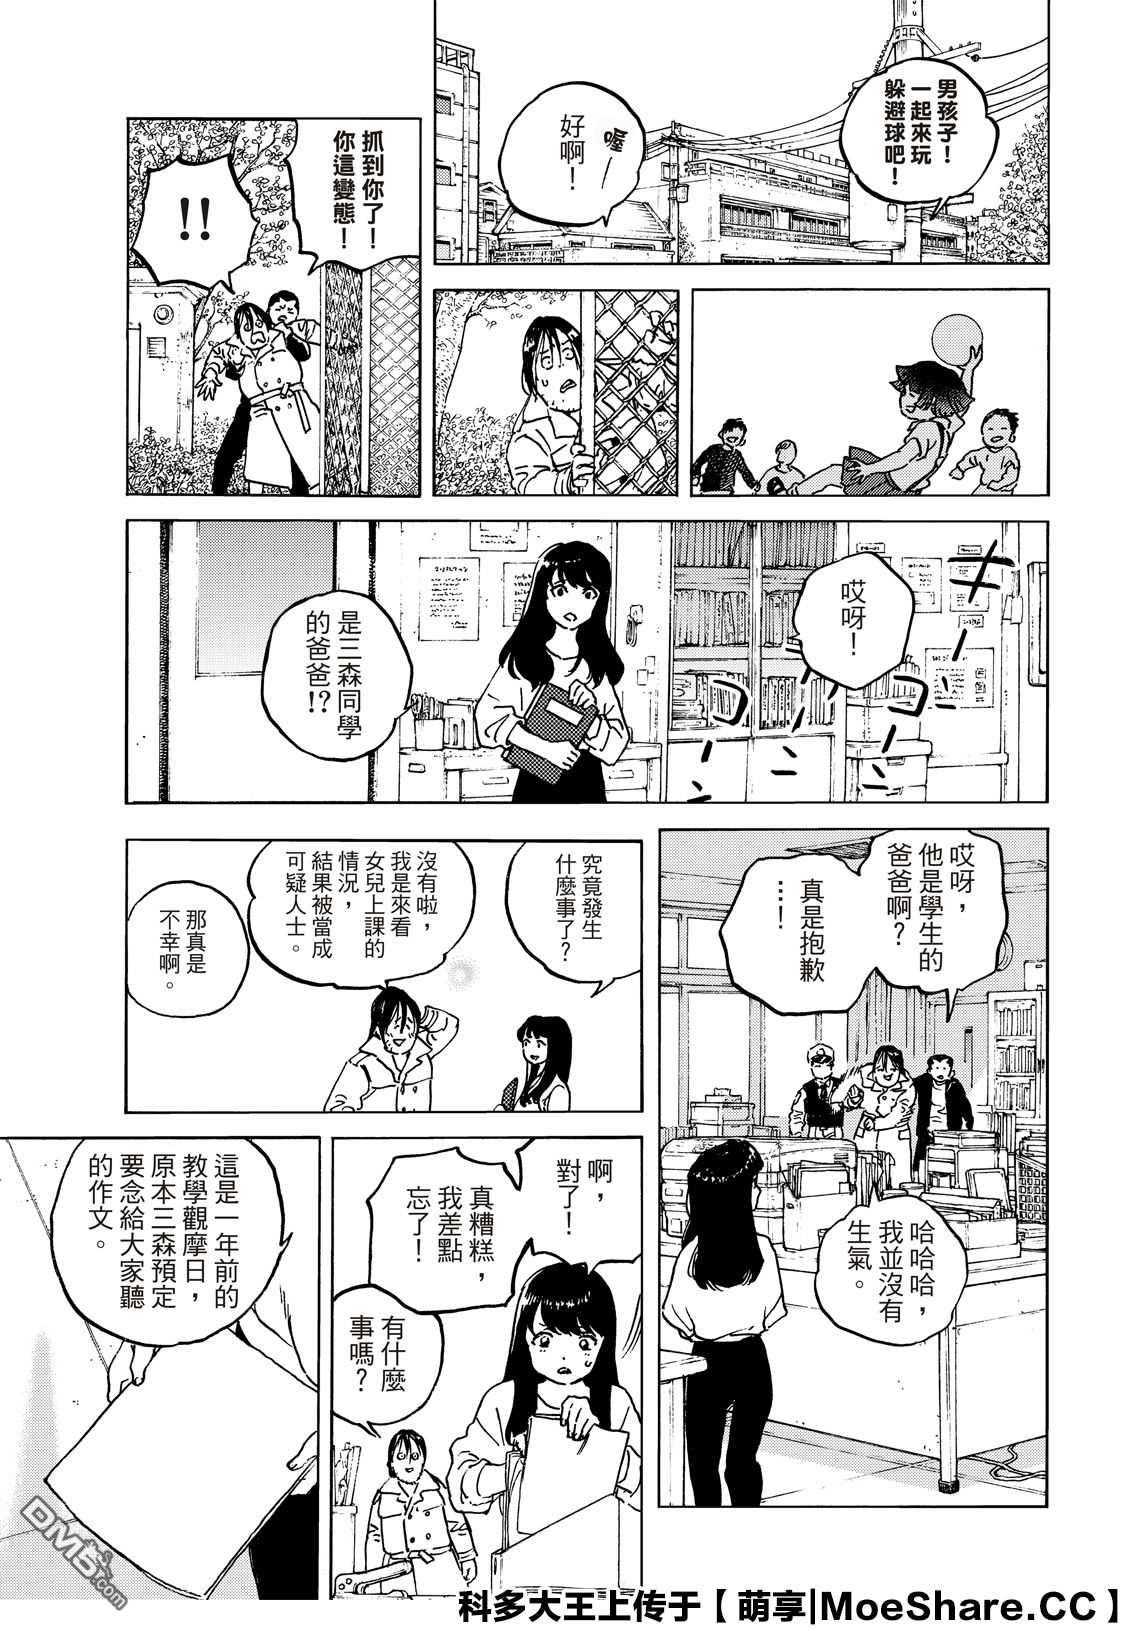 男孩子！
一起來玩
躲避球吧！
喔—
好啊！
抓到你了！
你這變態！
!!
哎呀！
ペコ
ペコ
是三森同學
的爸爸!?
哎呀，
他是學生的
爸爸啊？
真是抱歉
…！
哈哈哈，
我並沒有
生氣。
究竟發生
什麼事了？
沒有啦，
我是來看
女兒上課的
情況，
結果被當成
可疑人士。
那真是
不幸啊。
啊，
對了！
真糟糕，
我差點
忘了！
有什麼
事嗎？
這是一年前的
教學觀摩日，
原本三森預定
要念給大家聽
的作文。
DM5.com
科多大王上传于【萌享|MoeShare.CC】